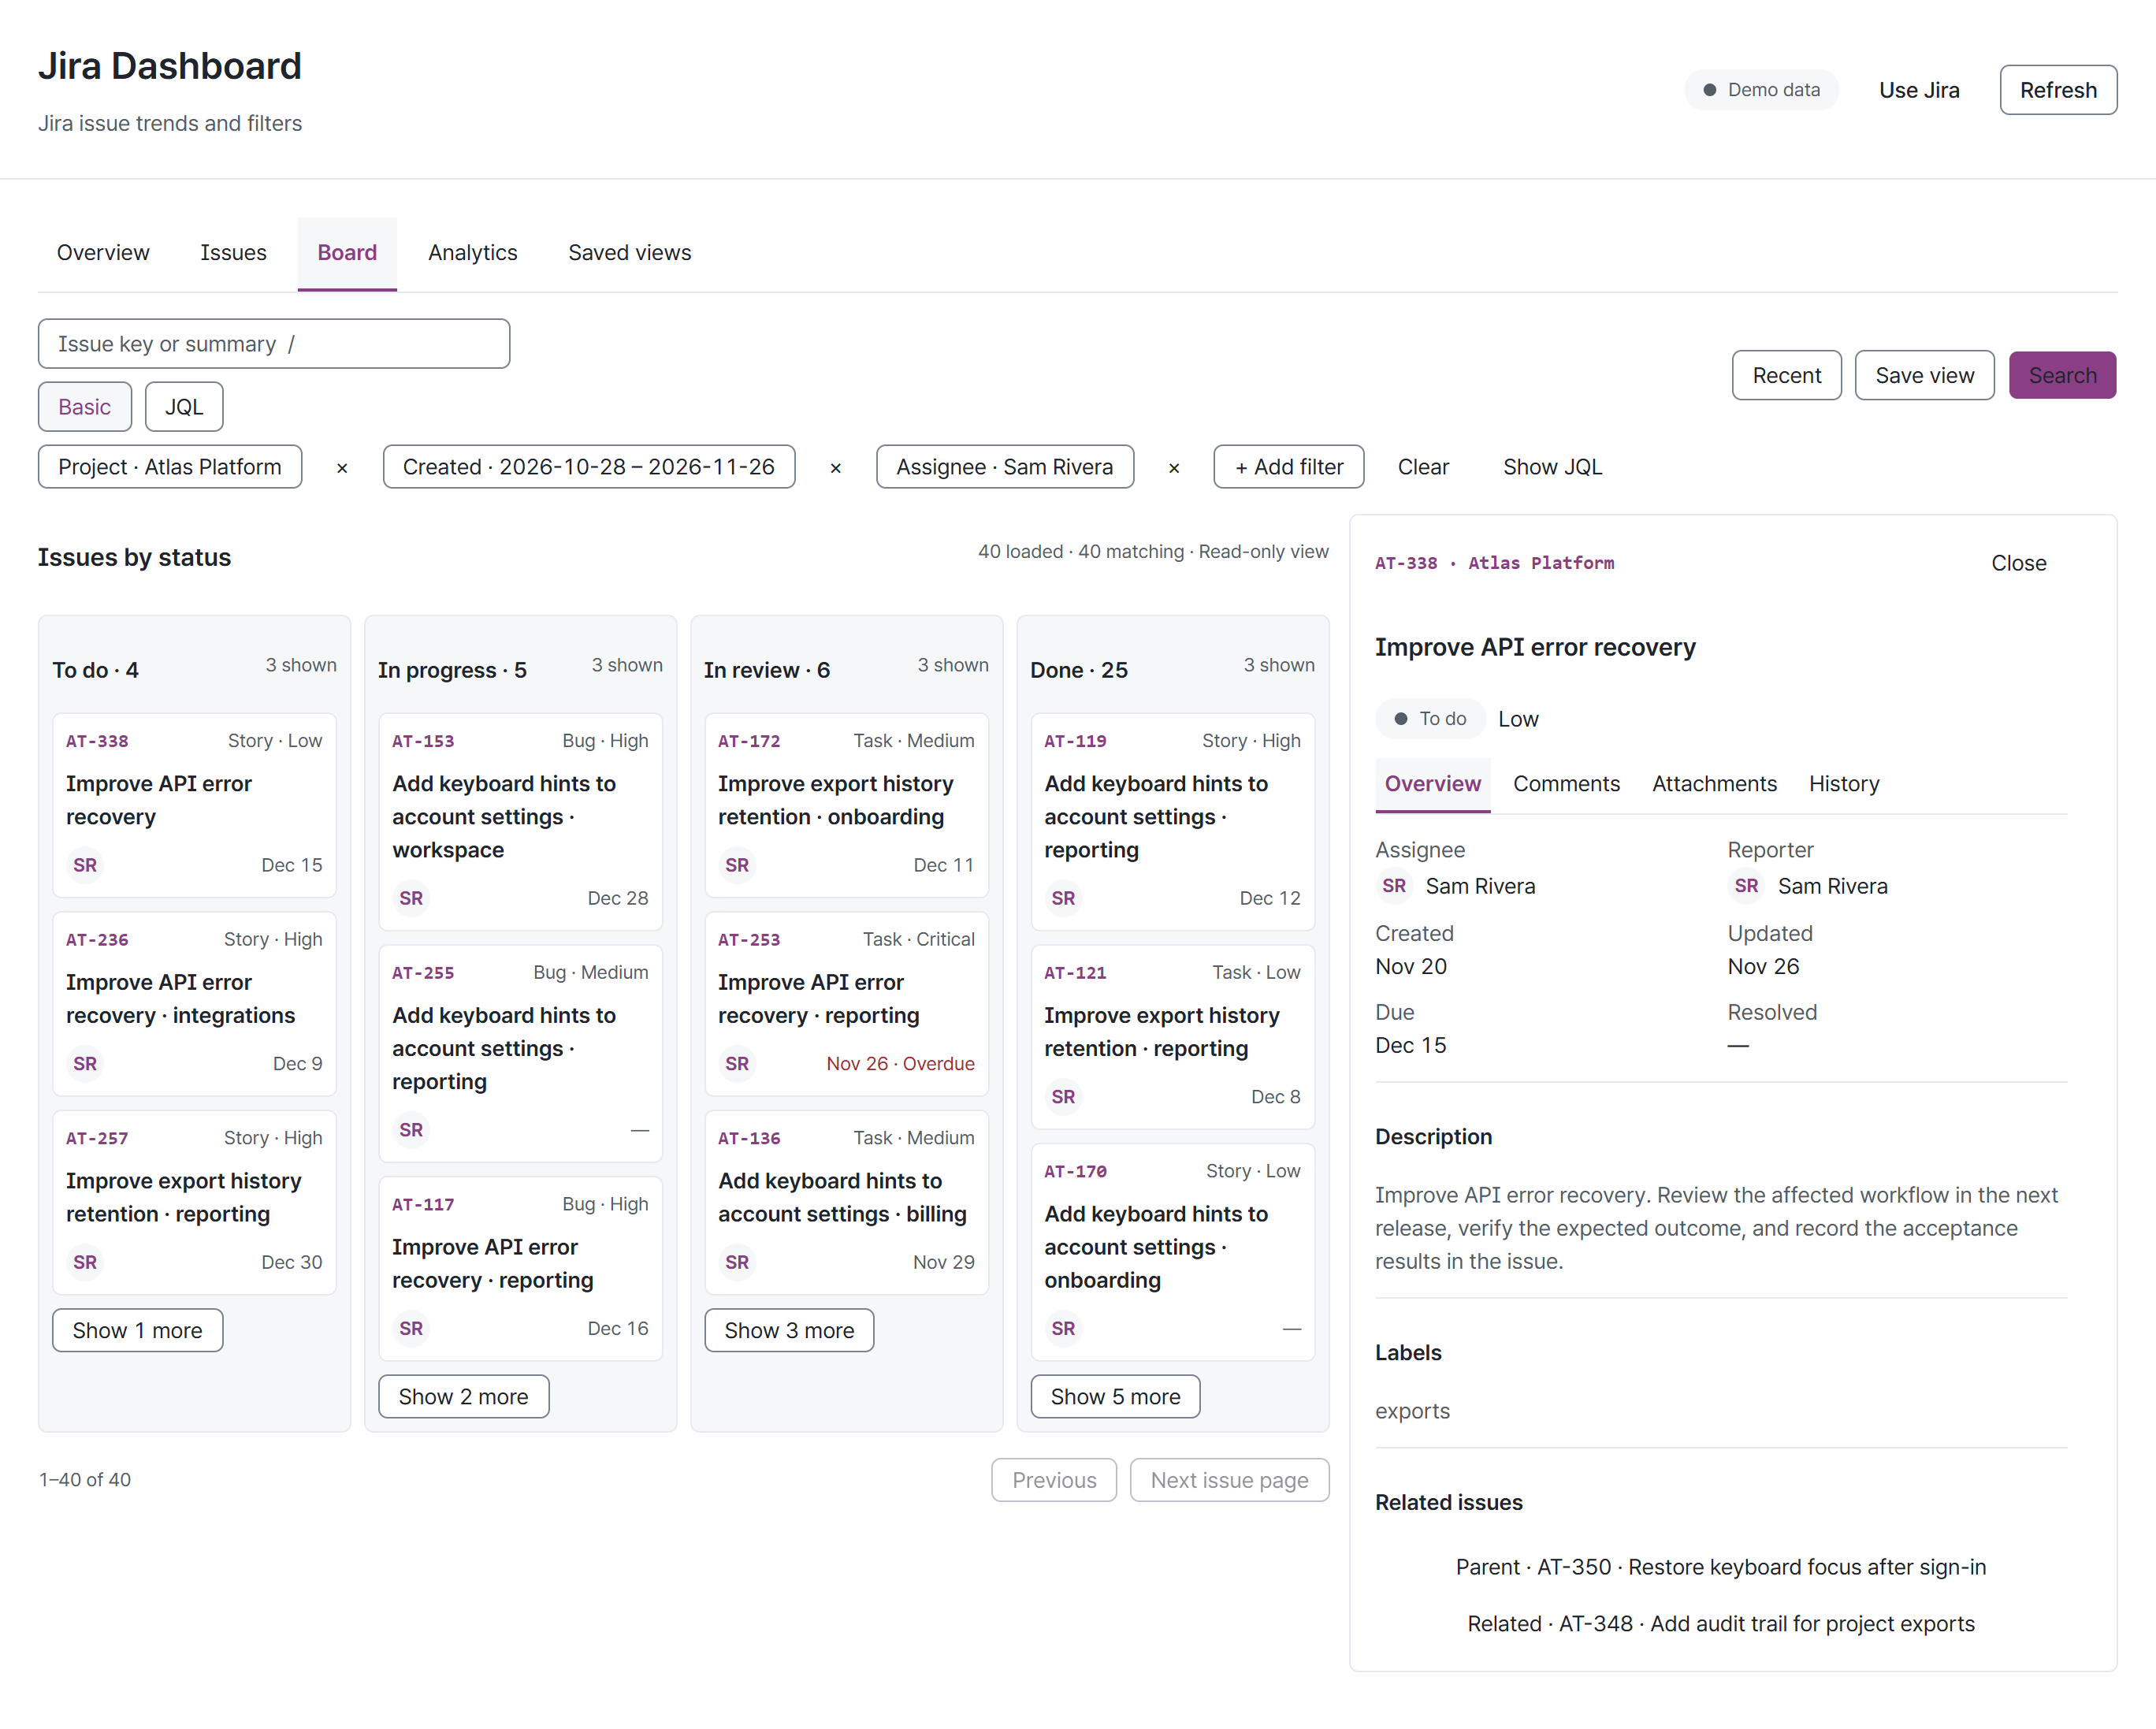 Jira Dashboard
Jira issue trends and filters
Demo data
Use Jira
Refresh
Overview
Issues
Board
Analytics
Saved views
Issue key or summary /
Basic
JQL
Recent
Save view
Search
Project · Atlas Platform
×
Created · 2026-10-28 – 2026-11-26
×
Assignee · Sam Rivera
×
+ Add filter
Clear
Show JQL
Issues by status
40 loaded · 40 matching · Read-only view
To do · 4
3 shown
AT-338
Story · Low
Improve API error
recovery
SR
Dec 15
AT-236
Story · High
Improve API error
recovery · integrations
SR
Dec 9
AT-257
Story · High
Improve export history
retention · reporting
SR
Dec 30
Show 1 more
In progress · 5
3 shown
AT-153
Bug · High
Add keyboard hints to
account settings ·
workspace
SR
Dec 28
AT-255
Bug · Medium
Add keyboard hints to
account settings ·
reporting
SR
—
AT-117
Bug · High
Improve API error
recovery · reporting
SR
Dec 16
Show 2 more
In review · 6
3 shown
AT-172
Task · Medium
Improve export history
retention · onboarding
SR
Dec 11
AT-253
Task · Critical
Improve API error
recovery · reporting
SR
Nov 26 · Overdue
AT-136
Task · Medium
Add keyboard hints to
account settings · billing
SR
Nov 29
Show 3 more
Done · 25
3 shown
AT-119
Story · High
Add keyboard hints to
account settings ·
reporting
SR
Dec 12
AT-121
Task · Low
Improve export history
retention · reporting
SR
Dec 8
AT-170
Story · Low
Add keyboard hints to
account settings ·
onboarding
SR
—
Show 5 more
1–40 of 40
Previous
Next issue page
AT-338 · Atlas Platform
Close
Improve API error recovery
To do
Low
Overview
Comments
Attachments
History
Assignee
SR Sam Rivera
Reporter
SR Sam Rivera
Created
Nov 20
Updated
Nov 26
Due
Dec 15
Resolved
—
Description
Improve API error recovery. Review the affected workflow in the next
release, verify the expected outcome, and record the acceptance
results in the issue.
Labels
exports
Related issues
Parent · AT-350 · Restore keyboard focus after sign-in
Related · AT-348 · Add audit trail for project exports